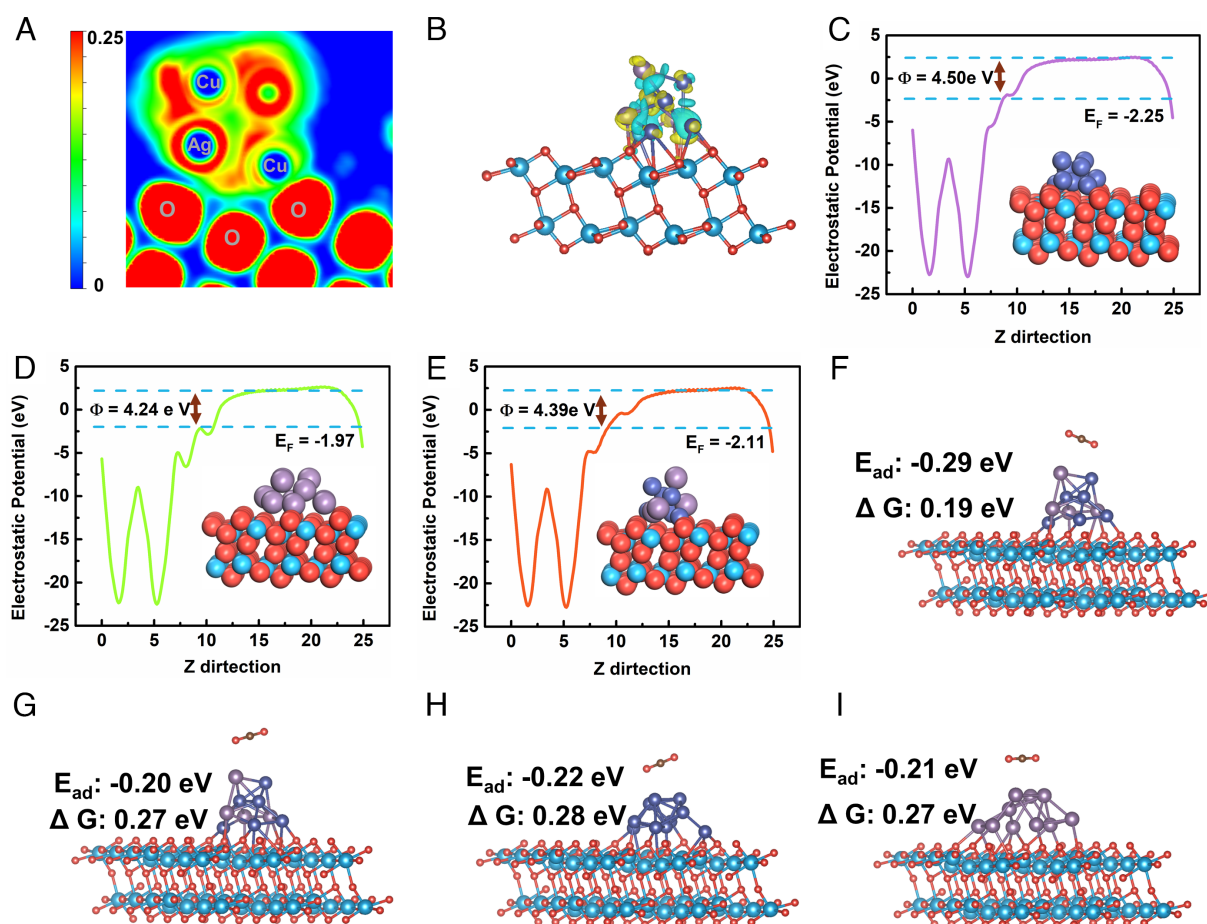 A
0.25
Cu
Ag
Cu
O
O
O
0
B
C
Electrostatic Potential (eV)
5
0
-5
-10
-15
-20
-25
Φ = 4.50e V
E_F = -2.25
0 5 10 15 20 25
Z dirtection
D
Electrostatic Potential (eV)
5
0
-5
-10
-15
-20
-25
Φ = 4.24 e V
E_F = -1.97
0 5 10 15 20 25
Z dirtection
E
Electrostatic Potential (eV)
5
0
-5
-10
-15
-20
-25
Φ = 4.39e V
E_F = -2.11
0 5 10 15 20 25
Z dirtection
F
E_ad: -0.29 eV
Δ G: 0.19 eV
G
E_ad: -0.20 eV
Δ G: 0.27 eV
H
E_ad: -0.22 eV
Δ G: 0.28 eV
I
E_ad: -0.21 eV
Δ G: 0.27 eV